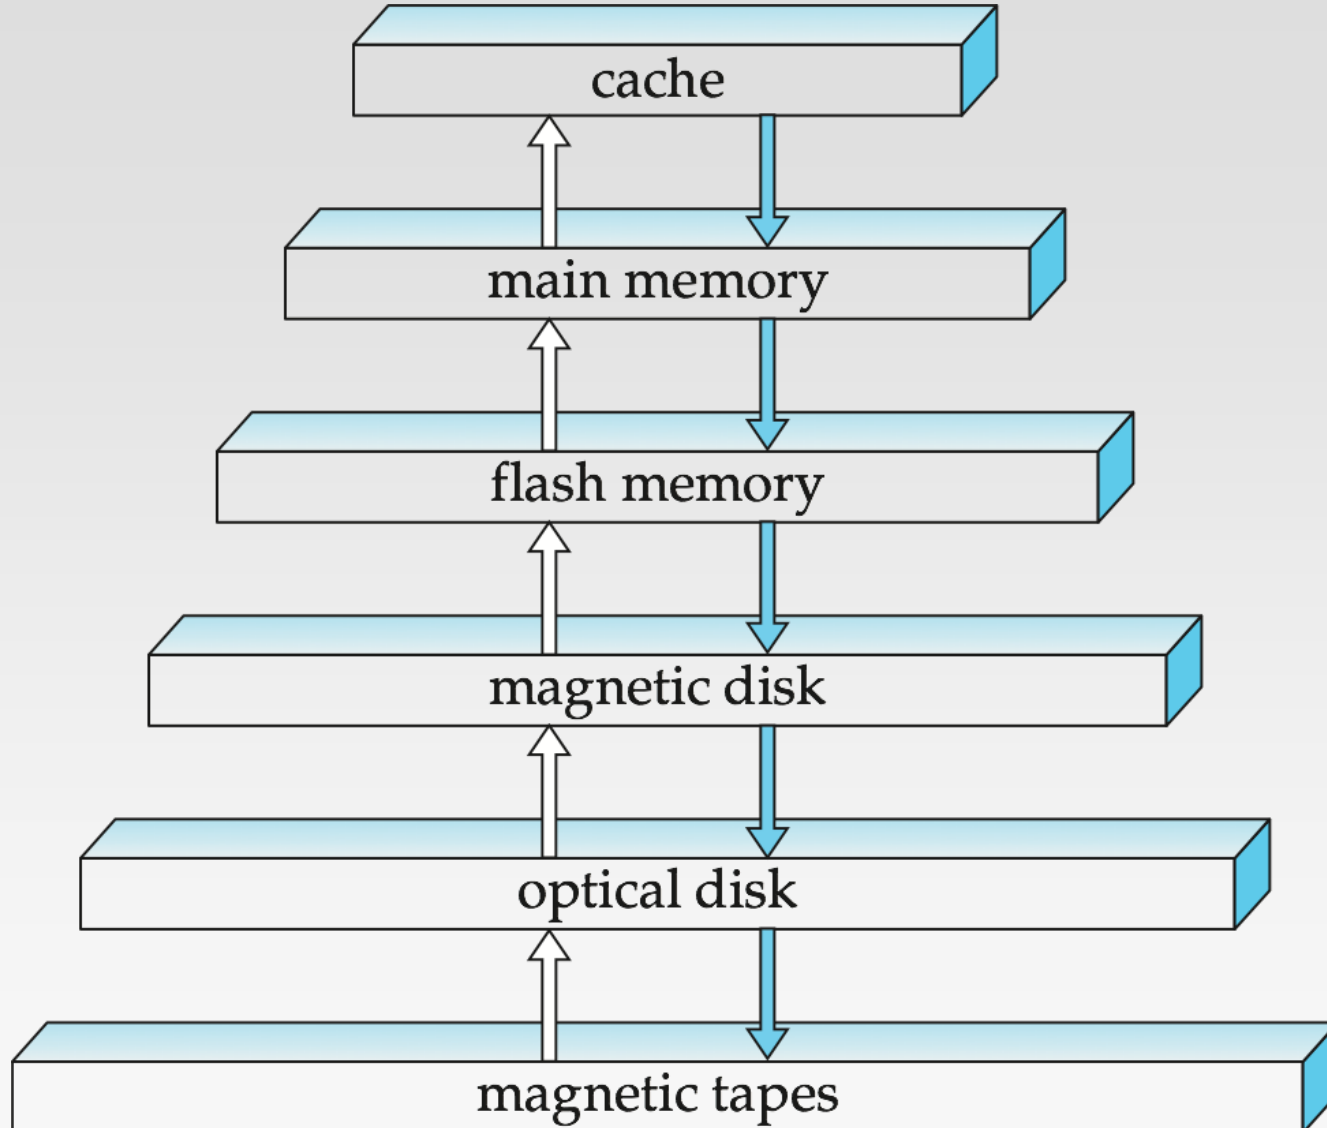 cache
main memory
flash memory
magnetic disk
optical disk
magnetic tapes